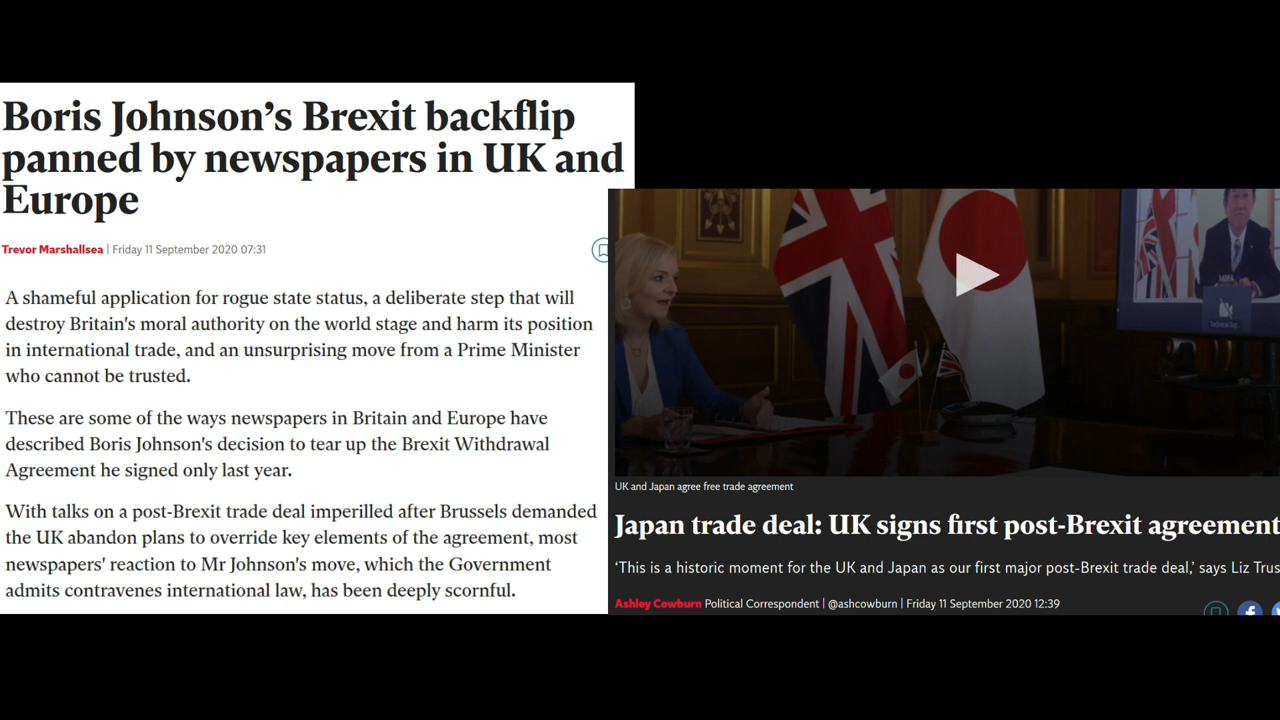 Boris Johnson’s Brexit backflip
panned by newspapers in UK and
Europe
Trevor Marshallsea | Friday 11 September 2020 07:31
A shameful application for rogue state status, a deliberate step that will
destroy Britain's moral authority on the world stage and harm its position
in international trade, and an unsurprising move from a Prime Minister
who cannot be trusted.
These are some of the ways newspapers in Britain and Europe have
described Boris Johnson's decision to tear up the Brexit Withdrawal
Agreement he signed only last year.
With talks on a post-Brexit trade deal imperilled after Brussels demanded
the UK abandon plans to override key elements of the agreement, most
newspapers' reaction to Mr Johnson's move, which the Government
admits contravenes international law, has been deeply scornful.
UK and Japan agree free trade agreement
Japan trade deal: UK signs first post-Brexit agreement
‘This is a historic moment for the UK and Japan as our first major post-Brexit trade deal,’ says Liz Trus
Ashley Cowburn Political Correspondent | @ashcowburn | Friday 11 September 2020 12:39